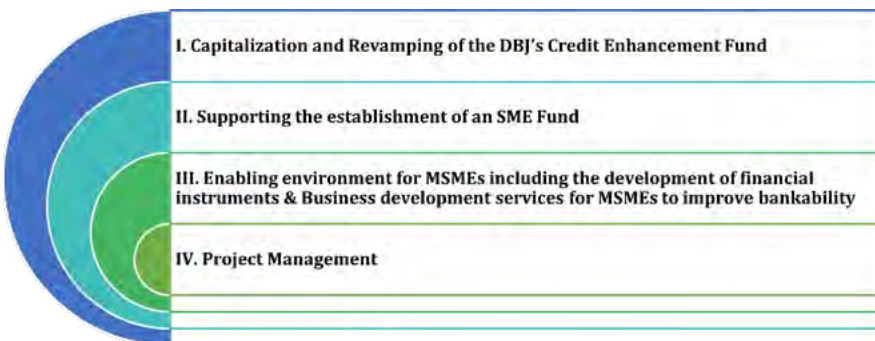 I. Capitalization and Revamping of the DBJ's Credit Enhancement Fund
II. Supporting the establishment of an SME Fund
III. Enabling environment for MSMEs including the development of financial
instruments & Business development services for MSMEs to improve bankability
IV. Project Management